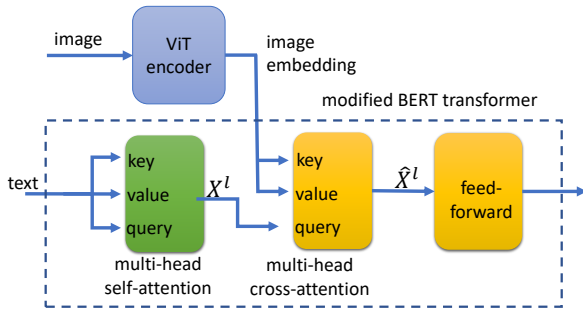 image
ViT
encoder
image
embedding
modified BERT transformer
text
key
value
query
X^l
key
value
query
X̂^l
feed-
forward
multi-head
self-attention
multi-head
cross-attention